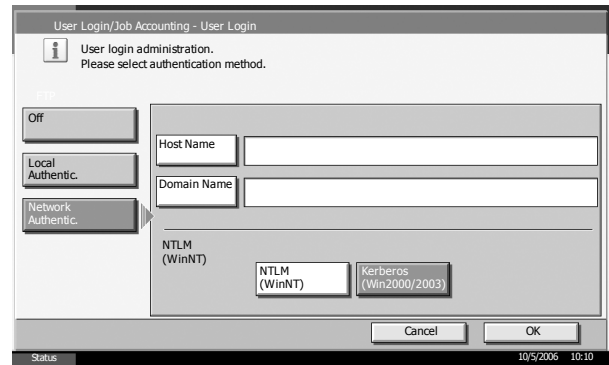 User Login/Job Accounting - User Login
User login administration.
Please select authentication method.
FTP
Off
Local
Authentic.
Network
Authentic.
Host Name
Domain Name
NTLM
(WinNT)
NTLM
(WinNT)
Kerberos
(Win2000/2003)
Cancel
OK
Status
10/5/2006 10:10